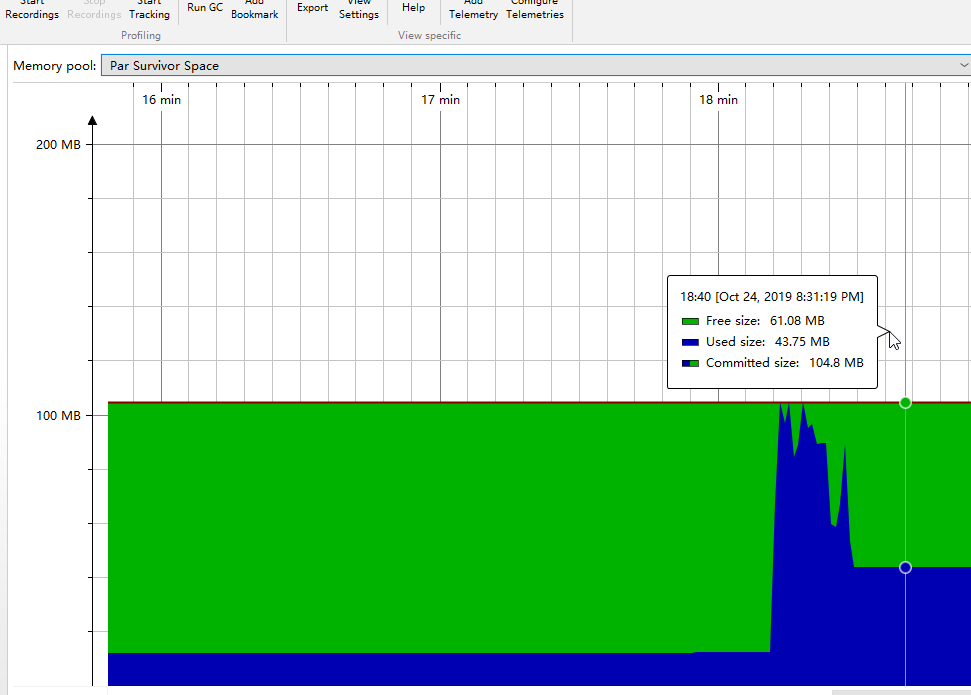 Start Stop Start Run GC Add Export View Help Add Configure
Recordings Recordings Tracking Bookmark Settings Telemetry Telemetries
Profiling View specific
Memory pool: Par Survivor Space
16 min 17 min 18 min
200 MB
18:40 [Oct 24, 2019 8:31:19 PM]
Free size: 61.08 MB
Used size: 43.75 MB
Committed size: 104.8 MB
100 MB